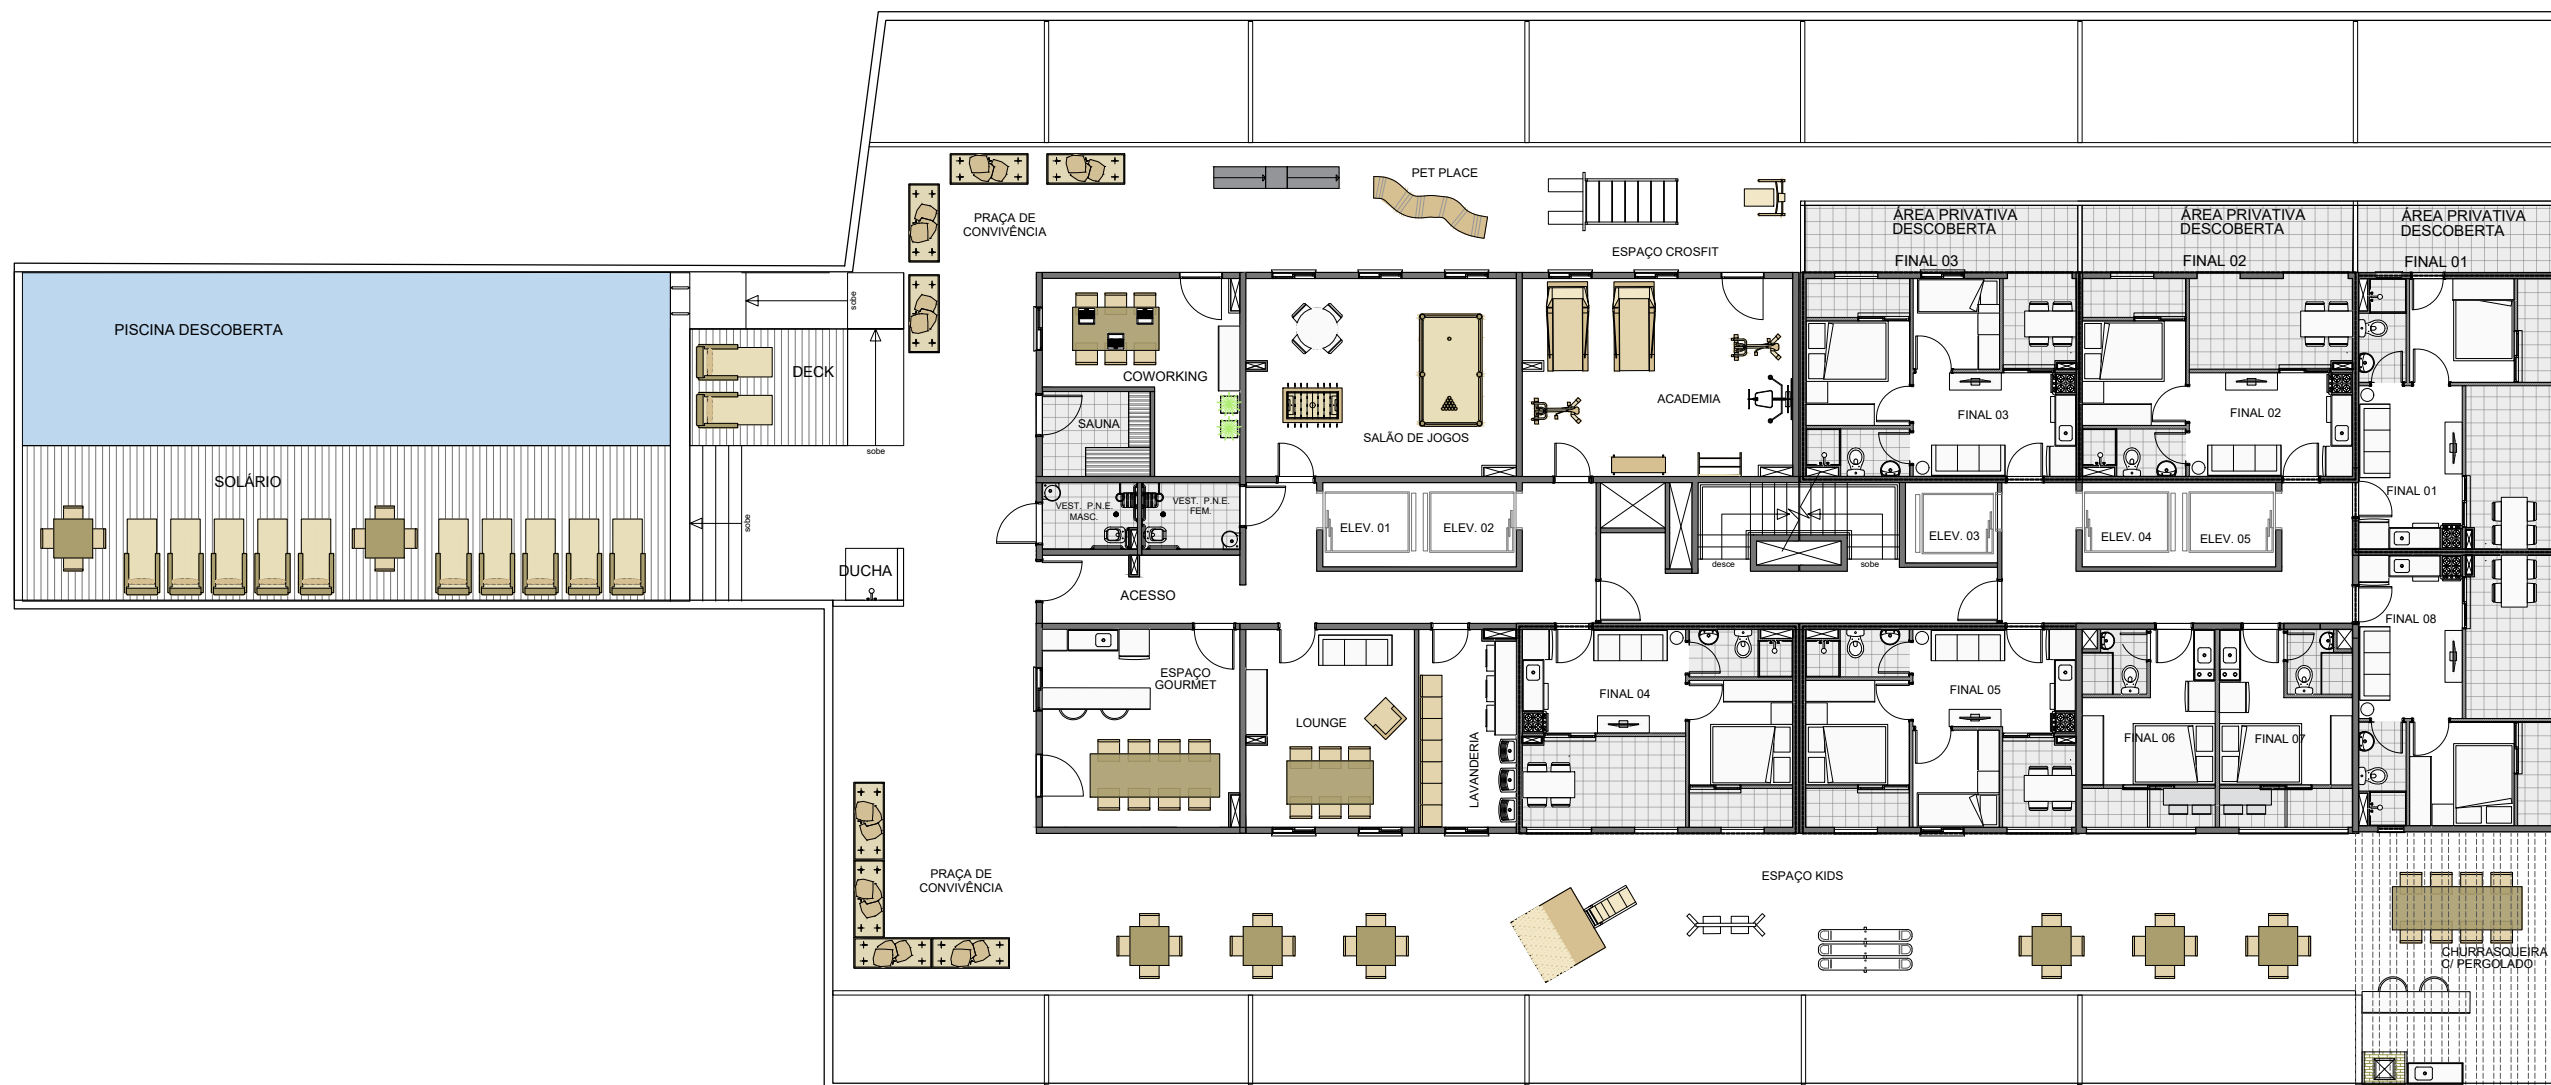 PET PLACE
PRAÇA DE
CONVIVÊNCIA
ESPAÇO CROSFIT
ÁREA PRIVATIVA
DESCOBERTA
FINAL 03
ÁREA PRIVATIVA
DESCOBERTA
FINAL 02
ÁREA PRIVATIVA
DESCOBERTA
FINAL 01
PISCINA DESCOBERTA
sobe
DECK
sobe
SOLÁRIO
sobe
DUCHA
COWORKING
SAUNA
SALÃO DE JOGOS
ACADEMIA
FINAL 03
FINAL 02
FINAL 01
VEST. P.N.E.
MASC.
VEST. P.N.E.
FEM.
ELEV. 01
ELEV. 02
desce
sobe
ELEV. 03
ELEV. 04
ELEV. 05
ACESSO
FINAL 08
ESPAÇO
GOURMET
LOUNGE
LAVANDERIA
FINAL 04
FINAL 05
FINAL 06
FINAL 07
PRAÇA DE
CONVIVÊNCIA
ESPAÇO KIDS
CHURRASQUEIRA
C/ PERGOLADO